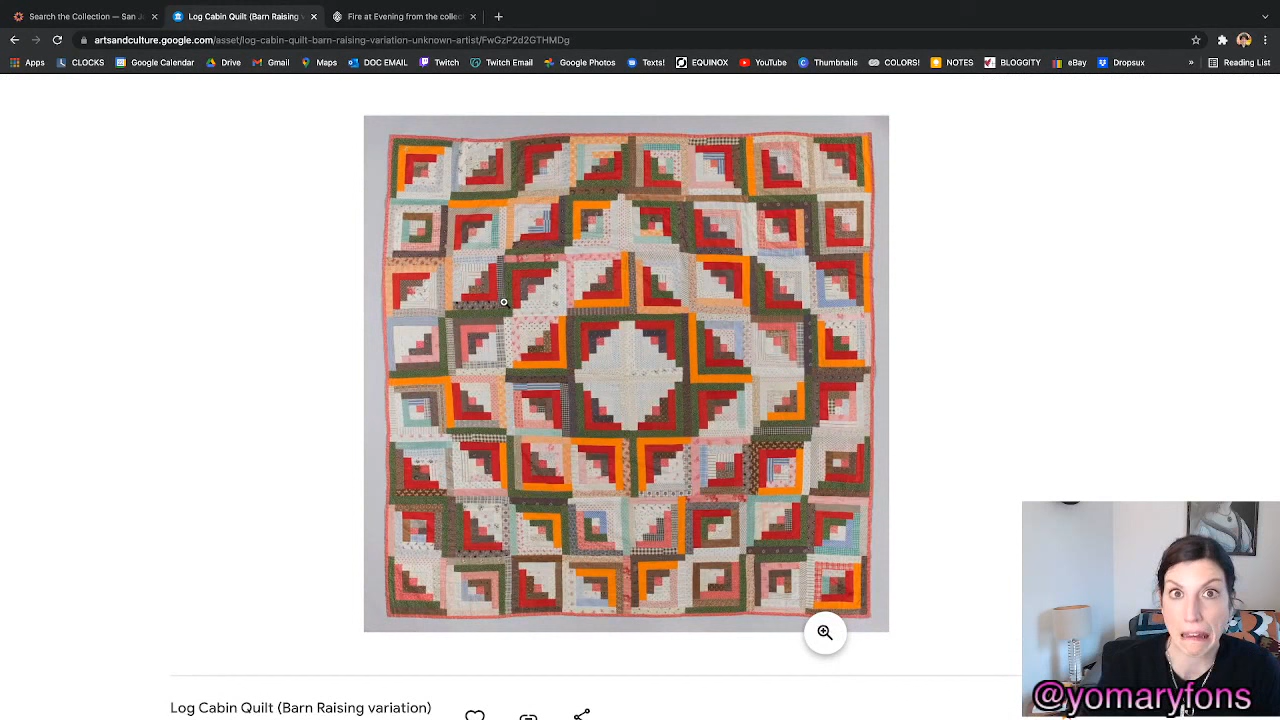 Search the Collection — San J
Log Cabin Quilt (Barn Raising v
Fire at Evening from the collec
artsandculture.google.com/asset/log-cabin-quilt-barn-raising-variation-unknown-artist/FwGzP2d2GTHMDg
Apps CLOCKS Google Calendar Drive Gmail Maps DOC EMAIL Twitch Twitch Email Google Photos Texts! EQUINOX YouTube Thumbnails COLORS! NOTES BLOGGITY eBay Dropsux » Reading List
Log Cabin Quilt (Barn Raising variation)
@yomaryfons